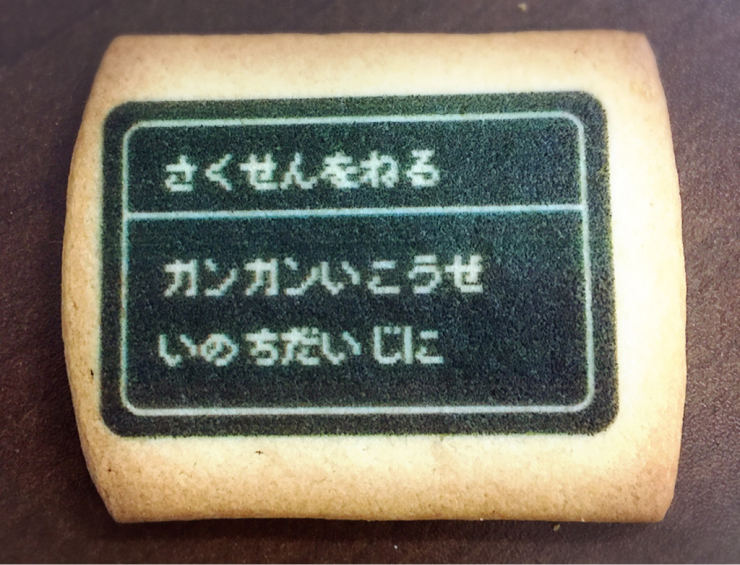 さくせんをねる
ガンガンいこうぜ
いのちだいじに